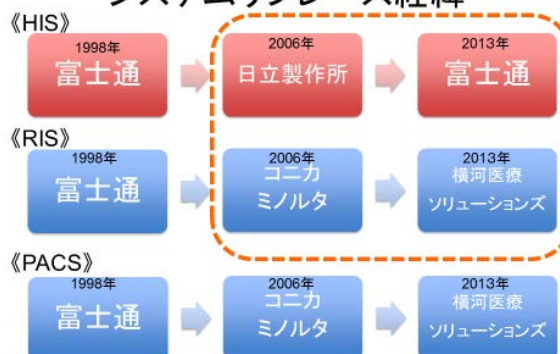 《HIS》
1998年
富士通
2006年
日立製作所
2013年
富士通
《RIS》
1998年
富士通
2006年
コニカ
ミノルタ
2013年
横河医療
ソリューションズ
《PACS》
1998年
富士通
2006年
コニカ
ミノルタ
2013年
横河医療
ソリューションズ